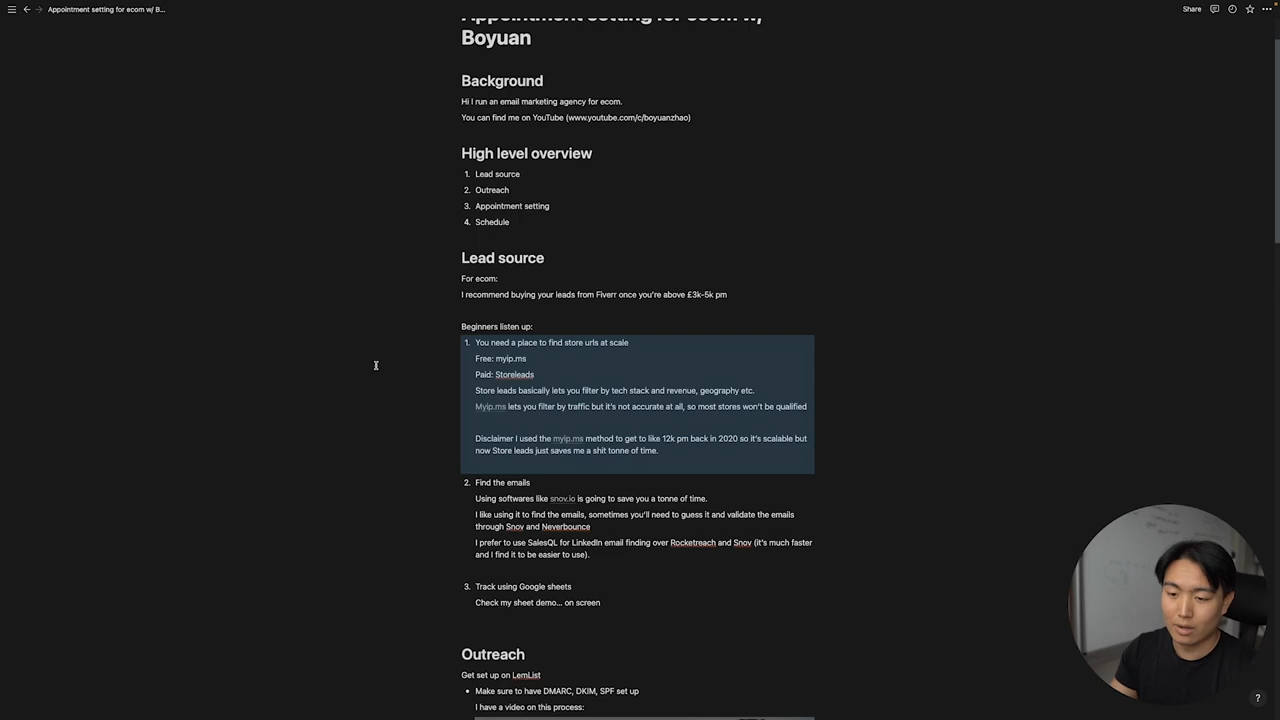 Appointment setting for ecom w/ B...
Share
Appointment setting for ecom w/
Boyuan
Background
Hi I run an email marketing agency for ecom.
You can find me on YouTube (www.youtube.com/c/boyuanzhao)
High level overview
1. Lead source
2. Outreach
3. Appointment setting
4. Schedule
Lead source
For ecom:
I recommend buying your leads from Fiverr once you're above £3k-5k pm
Beginners listen up:
1. You need a place to find store urls at scale
Free: myip.ms
Paid: Storeleads
Store leads basically lets you filter by tech stack and revenue, geography etc.
Myip.ms lets you filter by traffic but it's not accurate at all, so most stores won't be qualified
Disclaimer I used the myip.ms method to get to like 12k pm back in 2020 so it's scalable but
now Store leads just saves me a shit tonne of time.
2. Find the emails
Using softwares like snov.io is going to save you a tonne of time.
I like using it to find the emails, sometimes you'll need to guess it and validate the emails
through Snov and Neverbounce
I prefer to use SalesQL for LinkedIn email finding over Rocketreach and Snov (it's much faster
and I find it to be easier to use).
3. Track using Google sheets
Check my sheet demo... on screen
Outreach
Get set up on LemList
• Make sure to have DMARC, DKIM, SPF set up
I have a video on this process:
?